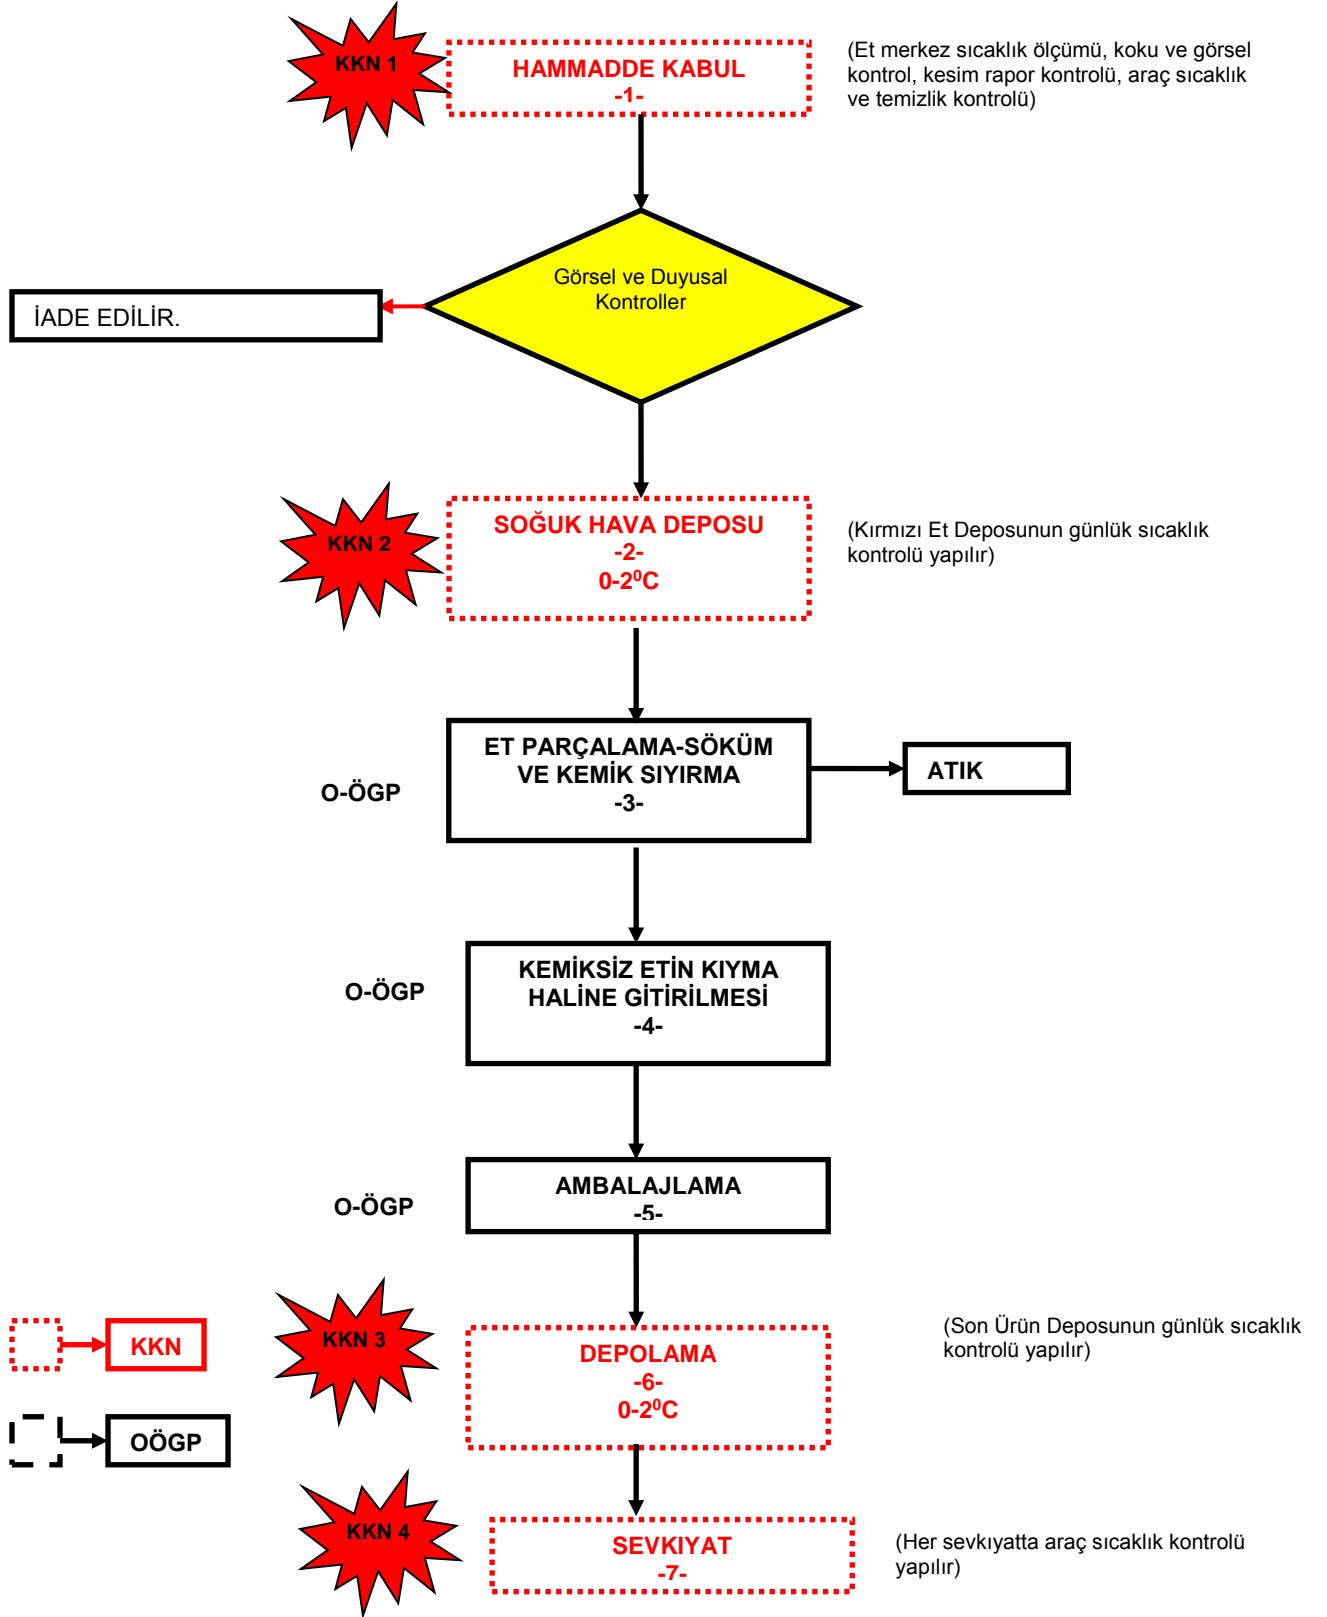 KKN 1
HAMMADDE KABUL
-1-
(Et merkez sıcaklık ölçümü, koku ve görsel
kontrol, kesim rapor kontrolü, araç sıcaklık
ve temizlik kontrolü)
Görsel ve Duyusal
Kontroller
İADE EDİLİR.
KKN 2
SOĞUK HAVA DEPOSU
-2-
0-2⁰C
(Kırmızı Et Deposunun günlük sıcaklık
kontrolü yapılır)
O-ÖGP
ET PARÇALAMA-SÖKÜM
VE KEMİK SIYIRMA
-3-
ATIK
O-ÖGP
KEMİKSİZ ETİN KIYMA
HALİNE GİTİRİLMESİ
-4-
O-ÖGP
AMBALAJLAMA
-5-
KKN
OÖGP
KKN 3
DEPOLAMA
-6-
0-2⁰C
(Son Ürün Deposunun günlük sıcaklık
kontrolü yapılır)
KKN 4
SEVKIYAT
-7-
(Her sevkıyatta araç sıcaklık kontrolü
yapılır)